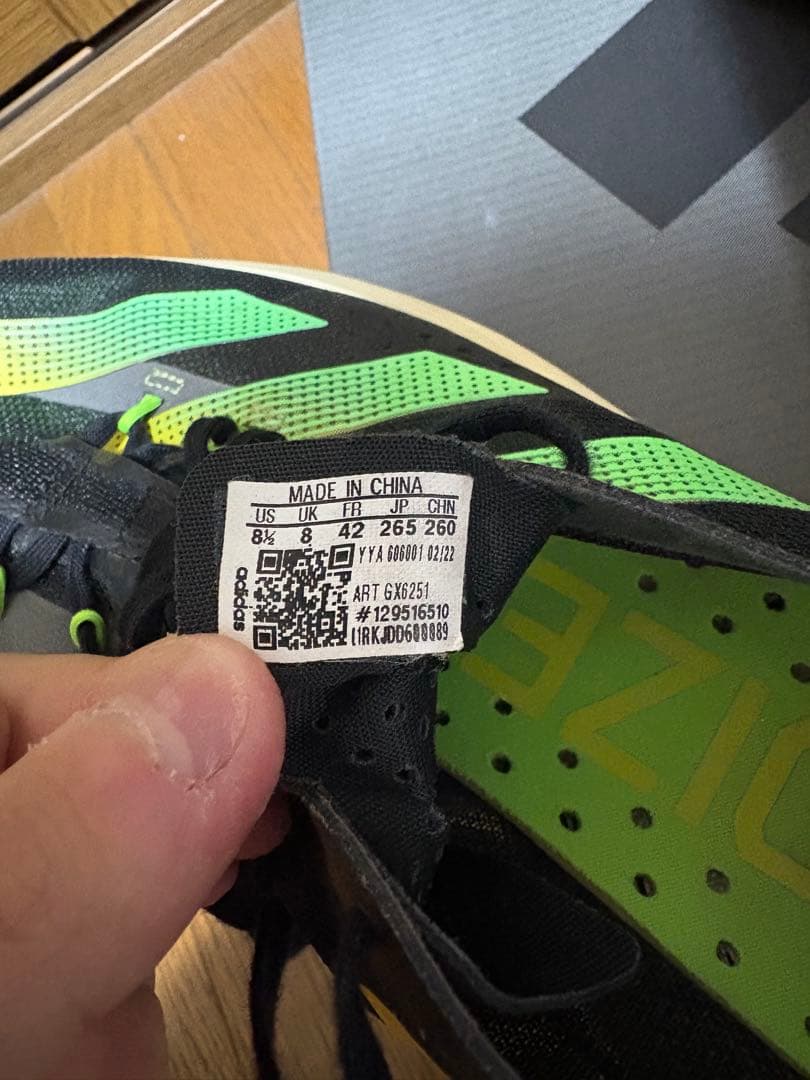 MADE IN CHINA
US UK FR JP CHN
8½ 8 42 265 260
YYA 606001 02/22
ART GX6251
#129516510
adidas
IZE